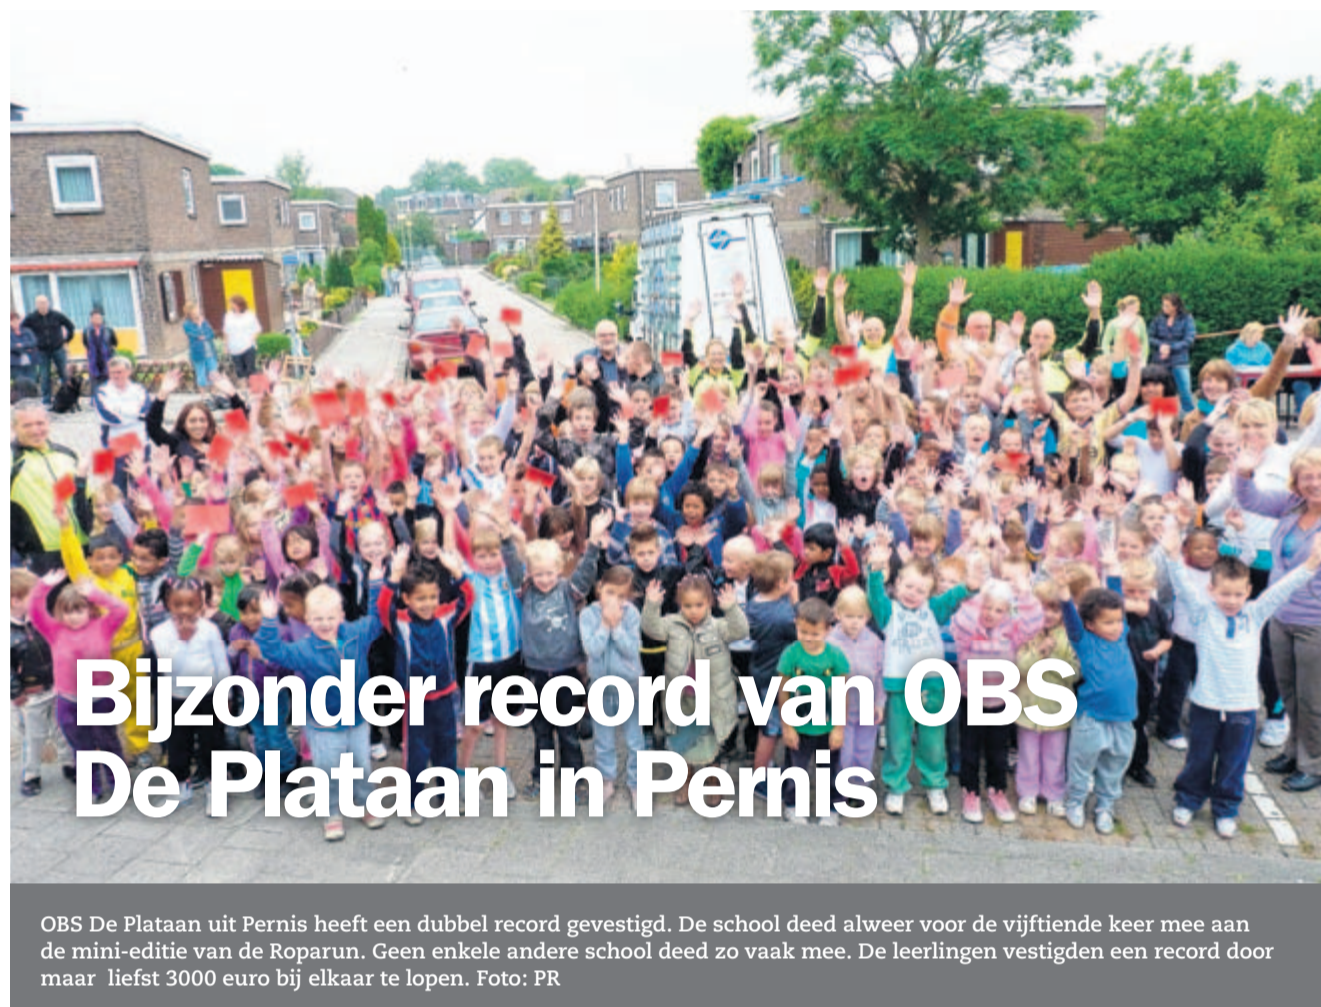 Bijzonder record van OBS
De Plataan in Pernis
OBS De Plataan uit Pernis heeft een dubbel record gevestigd. De school deed alweer voor de vijftiende keer mee aan
de mini-editie van de Roparun. Geen enkele andere school deed zo vaak mee. De leerlingen vestigden een record door
maar liefst 3000 euro bij elkaar te lopen. Foto: PR